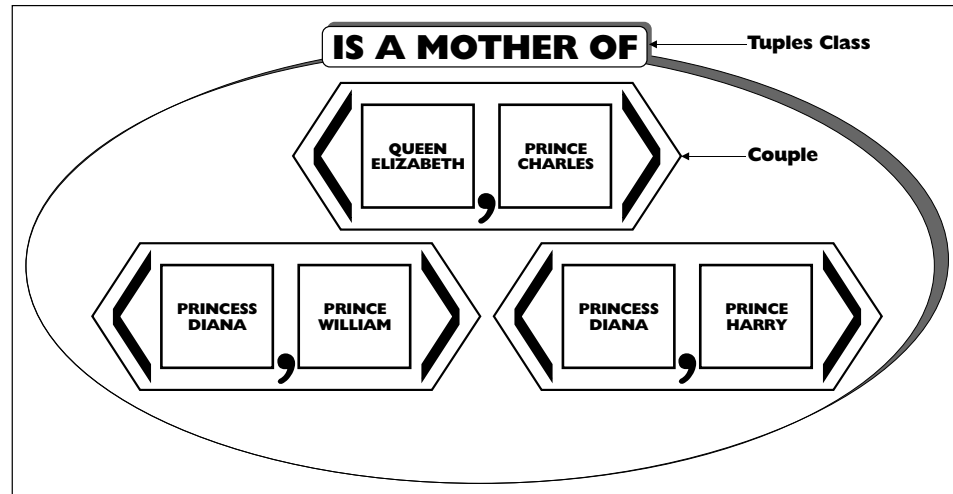 IS A MOTHER OF
Tuples Class
QUEEN
ELIZABETH
,
PRINCE
CHARLES
Couple
PRINCESS
DIANA
,
PRINCE
WILLIAM
PRINCESS
DIANA
,
PRINCE
HARRY